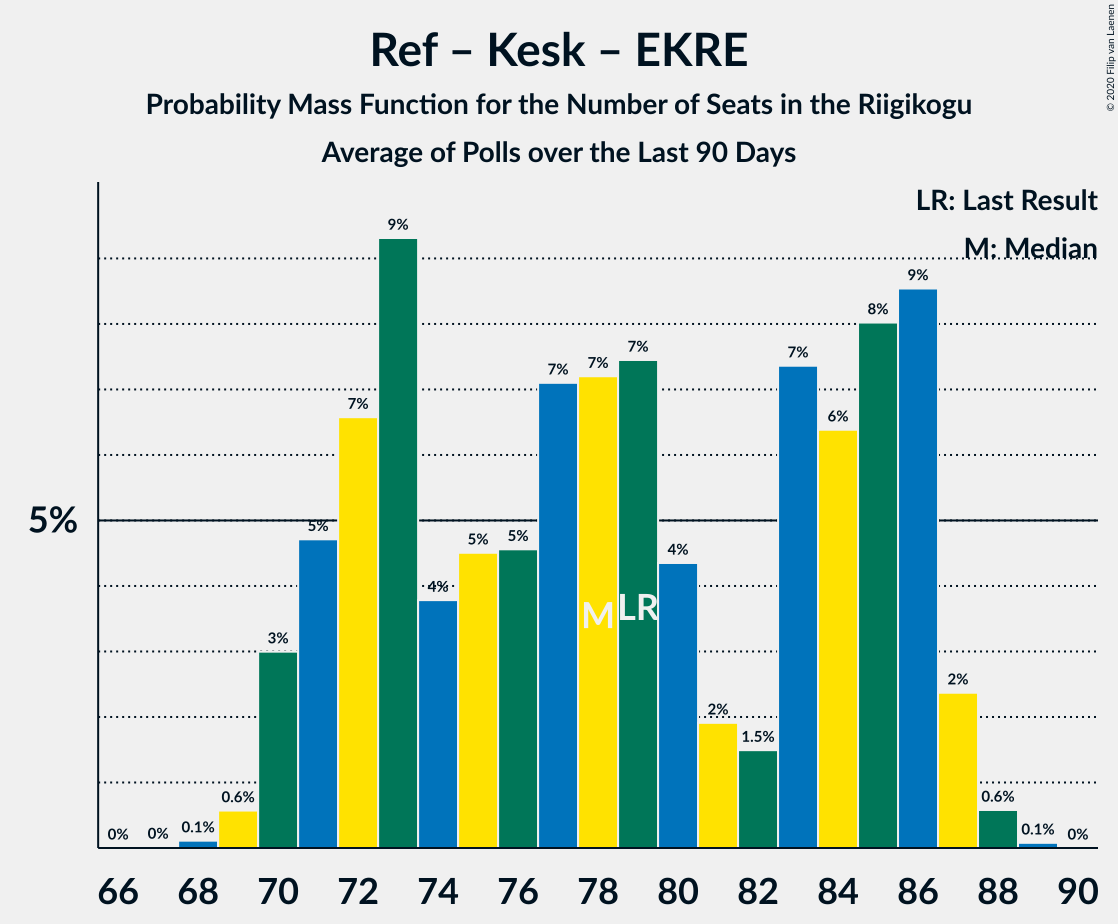 Ref – Kesk – EKRE
Probability Mass Function for the Number of Seats in the Riigikogu
Average of Polls over the Last 90 Days
© 2020 Filip van Laenen
LR: Last Result
M: Median
5%
0%
0%
0.1%
0.6%
3%
5%
7%
9%
4%
5%
5%
7%
7%
7%
4%
2%
1.5%
7%
6%
8%
9%
2%
0.6%
0.1%
0%
M
LR
66 68 70 72 74 76 78 80 82 84 86 88 90